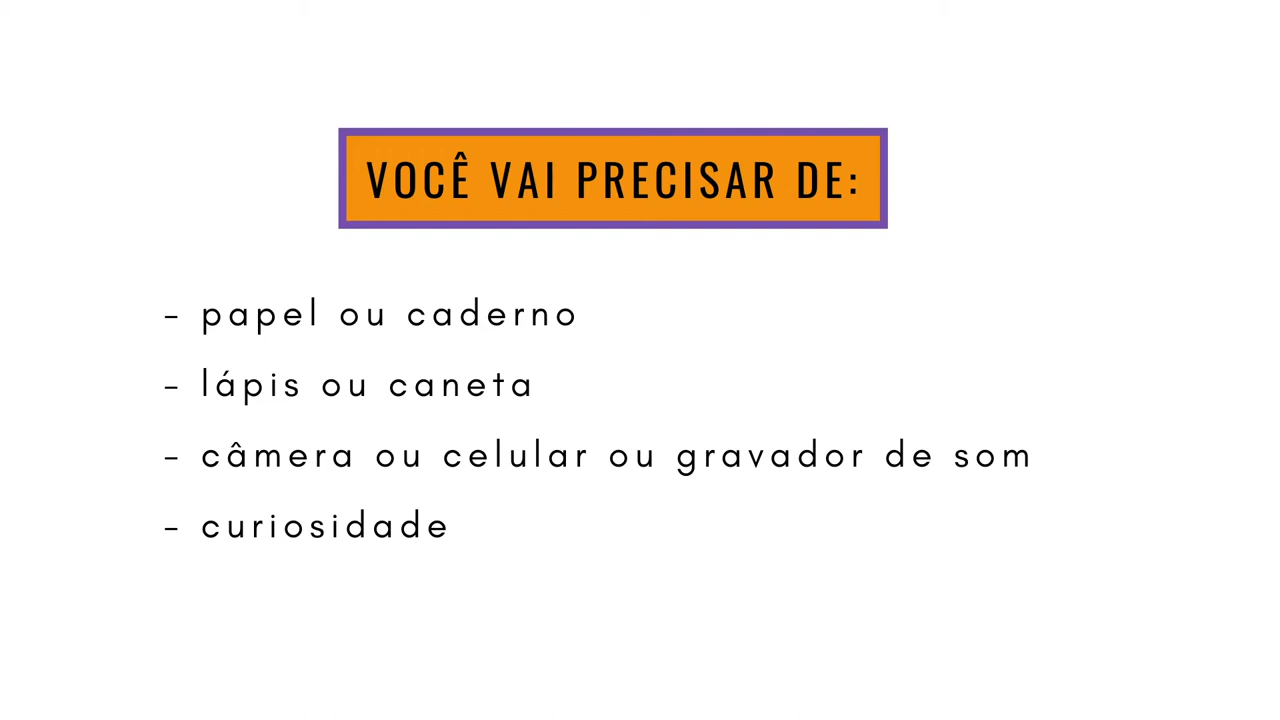 VOCÊ VAI PRECISAR DE:
- papel ou caderno
- lápis ou caneta
- câmera ou celular ou gravador de som
- curiosidade